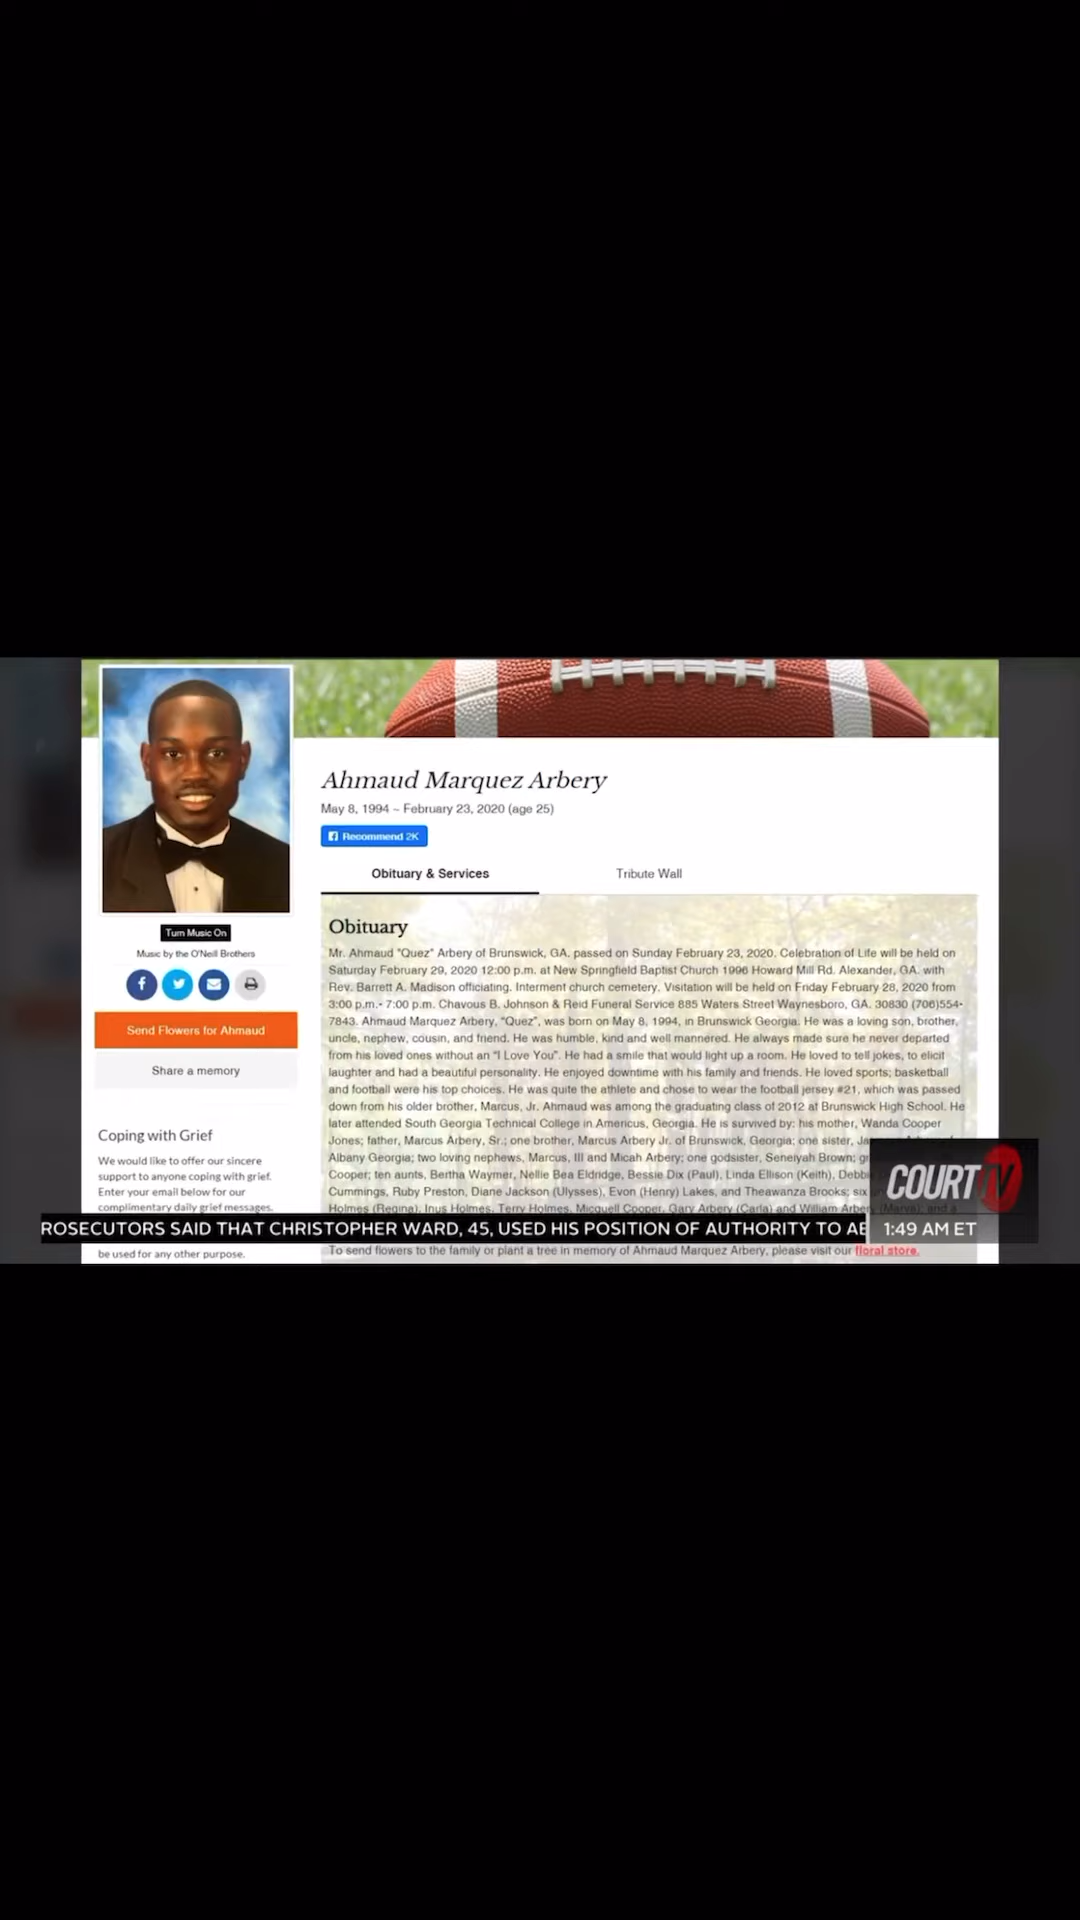 Ahmaud Marquez Arbery
May 8, 1994 ~ February 23, 2020 (age 25)
Recommend 2K
Obituary & Services
Tribute Wall
Turn Music On
Music by the O'Neill Brothers
Send Flowers for Ahmaud
Share a memory
Coping with Grief
We would like to offer our sincere
support to anyone coping with grief.
Enter your email below for our
complimentary daily grief messages.
be used for any other purpose.
Obituary
Mr. Ahmaud "Quez" Arbery of Brunswick, GA. passed on Sunday February 23, 2020. Celebration of Life will be held on
Saturday February 29, 2020 12:00 p.m. at New Springfield Baptist Church 1996 Howard Mill Rd. Alexander, GA. with
Rev. Barrett A. Madison officiating. Interment church cemetery. Visitation will be held on Friday February 28, 2020 from
3:00 p.m.- 7:00 p.m. Chavous B. Johnson & Reid Funeral Service 885 Waters Street Waynesboro, GA. 30830 (706)554-
7843. Ahmaud Marquez Arbery, "Quez", was born on May 8, 1994, in Brunswick Georgia. He was a loving son, brother,
uncle, nephew, cousin, and friend. He was humble, kind and well mannered. He always made sure he never departed
from his loved ones without an "I Love You". He had a smile that would light up a room. He loved to tell jokes, to elicit
laughter and had a beautiful personality. He enjoyed downtime with his family and friends. He loved sports; basketball
and football were his top choices. He was quite the athlete and chose to wear the football jersey #21, which was passed
down from his older brother, Marcus, Jr. Ahmaud was among the graduating class of 2012 at Brunswick High School. He
later attended South Georgia Technical College in Americus, Georgia. He is survived by: his mother, Wanda Cooper
Jones; father, Marcus Arbery, Sr.; one brother, Marcus Arbery Jr. of Brunswick, Georgia; one sister,
Albany Georgia; two loving nephews, Marcus, III and Micah Arbery; one godsister, Seneiyah Brown;
Cooper; ten aunts, Bertha Waymer, Nellie Bea Eldridge, Bessie Dix (Paul), Linda Ellison (Keith),
Cummings, Ruby Preston, Diane Jackson (Ulysses), Evon (Henry) Lakes, and Theawanza Brooks; six
Holmes (Regina), Inus Holmes, Terry Holmes, Micquell Cooper, Gary Arbery (Carla) and William Arbery (Marva); and a
To send flowers to the family or plant a tree in memory of Ahmaud Marquez Arbery, please visit our floral store.
COURT TV
ROSECUTORS SAID THAT CHRISTOPHER WARD, 45, USED HIS POSITION OF AUTHORITY TO AB
1:49 AM ET